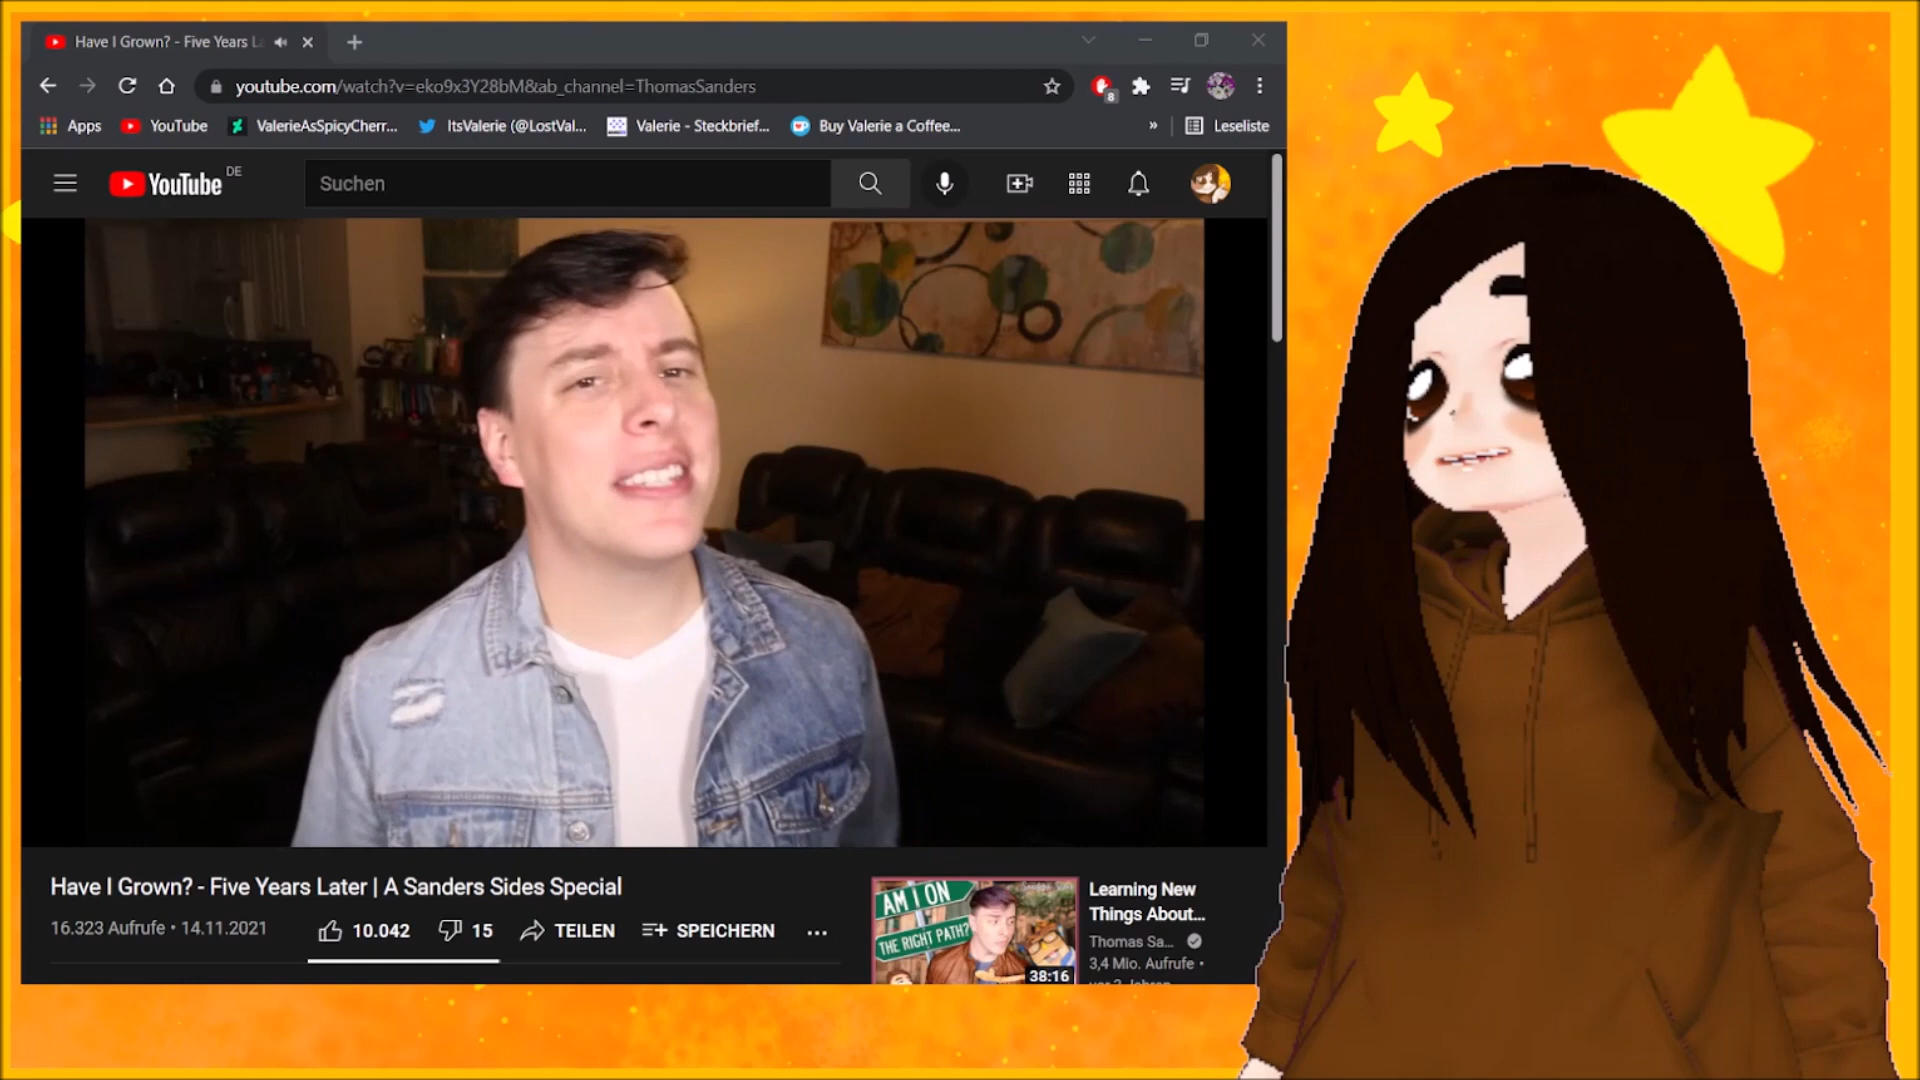 Have I Grown? - Five Years L
youtube.com/watch?v=eko9x3Y28bM&ab_channel=ThomasSanders
8
Apps
YouTube
ValerieAsSpicyCherr...
ItsValerie (@LostVal...
Valerie - Steckbrief...
Buy Valerie a Coffee...
»
Leseliste
YouTube DE
Suchen
Have I Grown? - Five Years Later | A Sanders Sides Special
16.323 Aufrufe • 14.11.2021
10.042
15
TEILEN
SPEICHERN
AM I ON
THE RIGHT PATH?
38:16
Learning New
Things About...
Thomas Sa...
3,4 Mio. Aufrufe •